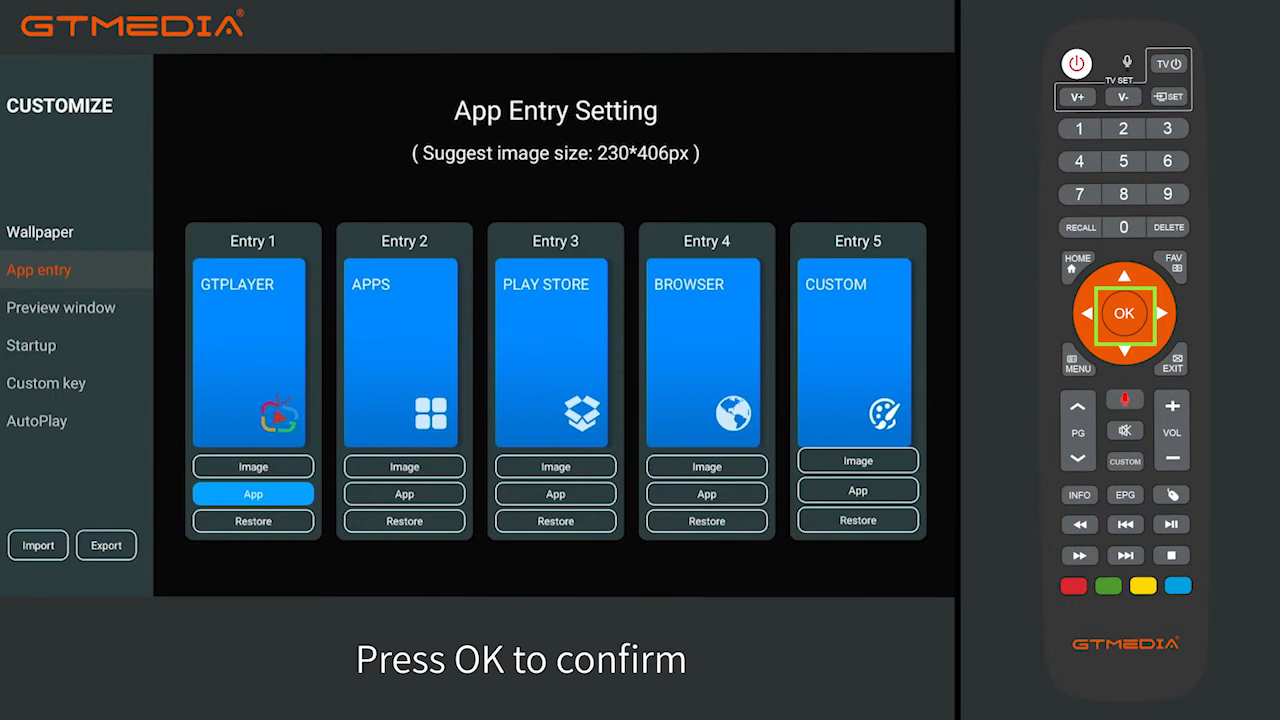 GTMEDIA®
CUSTOMIZE
Wallpaper
App entry
Preview window
Startup
Custom key
AutoPlay
Import Export
App Entry Setting
( Suggest image size: 230*406px )
Entry 1
GTPLAYER
Image
App
Restore
Entry 2
APPS
Image
App
Restore
Entry 3
PLAY STORE
Image
App
Restore
Entry 4
BROWSER
Image
App
Restore
Entry 5
CUSTOM
Image
App
Restore
Press OK to confirm
TV
TV SET
V+ V- SET
1 2 3
4 5 6
7 8 9
RECALL 0 DELETE
HOME FAV
OK
MENU EXIT
PG VOL
CUSTOM
INFO EPG
GTMEDIA®